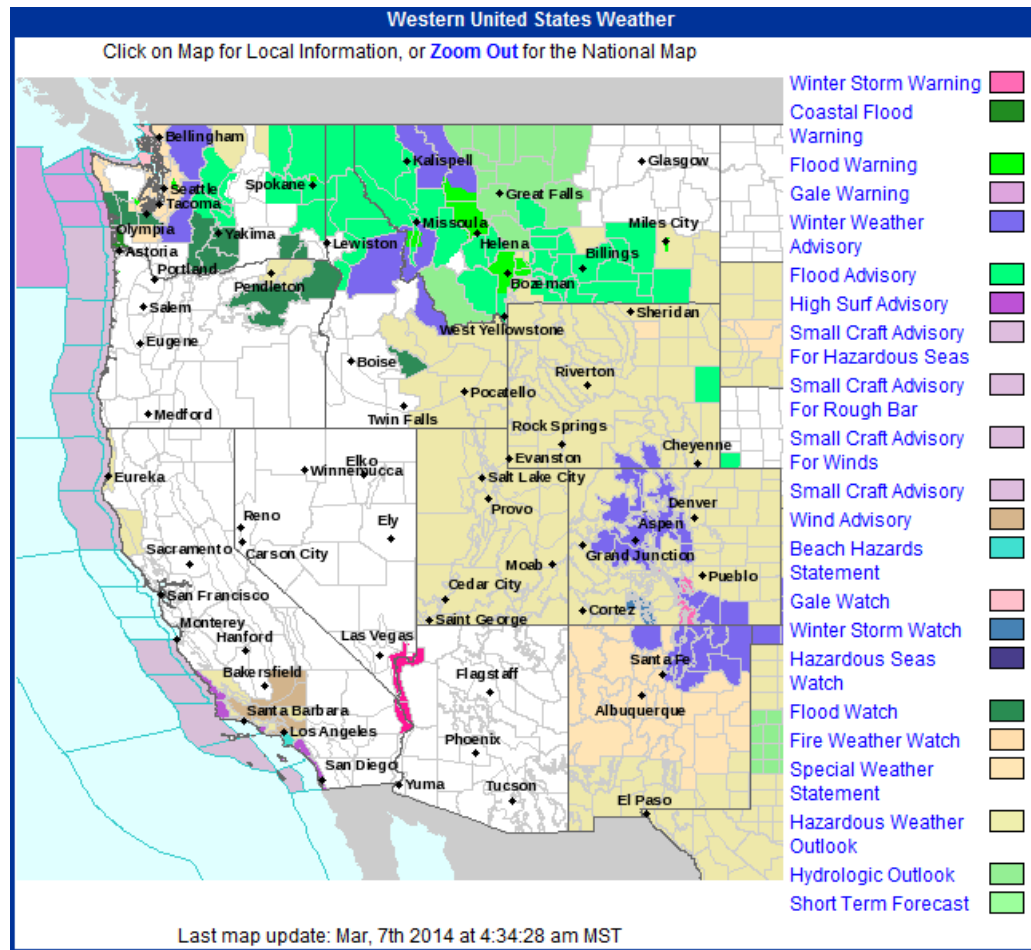 Western United States Weather
Click on Map for Local Information, or Zoom Out for the National Map
Winter Storm Warning
Coastal Flood
Warning
Flood Warning
Gale Warning
Winter Weather
Advisory
Flood Advisory
High Surf Advisory
Small Craft Advisory
For Hazardous Seas
Small Craft Advisory
For Rough Bar
Small Craft Advisory
For Winds
Small Craft Advisory
Wind Advisory
Beach Hazards
Statement
Gale Watch
Winter Storm Watch
Hazardous Seas
Watch
Flood Watch
Fire Weather Watch
Special Weather
Statement
Hazardous Weather
Outlook
Hydrologic Outlook
Short Term Forecast
Bellingham
Kalispell
Glasgow
Seattle
Spokane
Great Falls
Tacoma
Olympia
Yakima
Missoula
Miles City
Astoria
Lewiston
Helena
Billings
Portland
Pendleton
Bozeman
Salem
West Yellowstone
Sheridan
Eugene
Boise
Riverton
Pocatello
Medford
Twin Falls
Rock Springs
Cheyenne
Elko
Evanston
Winnemucca
Eureka
Salt Lake City
Provo
Denver
Reno
Ely
Aspen
Sacramento
Carson City
Moab
Grand Junction
Pueblo
San Francisco
Cedar City
Cortez
Monterey
Saint George
Hanford
Las Vegas
Bakersfield
Flagstaff
Santa Fe
Santa Barbara
Albuquerque
Los Angeles
Phoenix
San Diego
Yuma
Tucson
El Paso
Last map update: Mar, 7th 2014 at 4:34:28 am MST